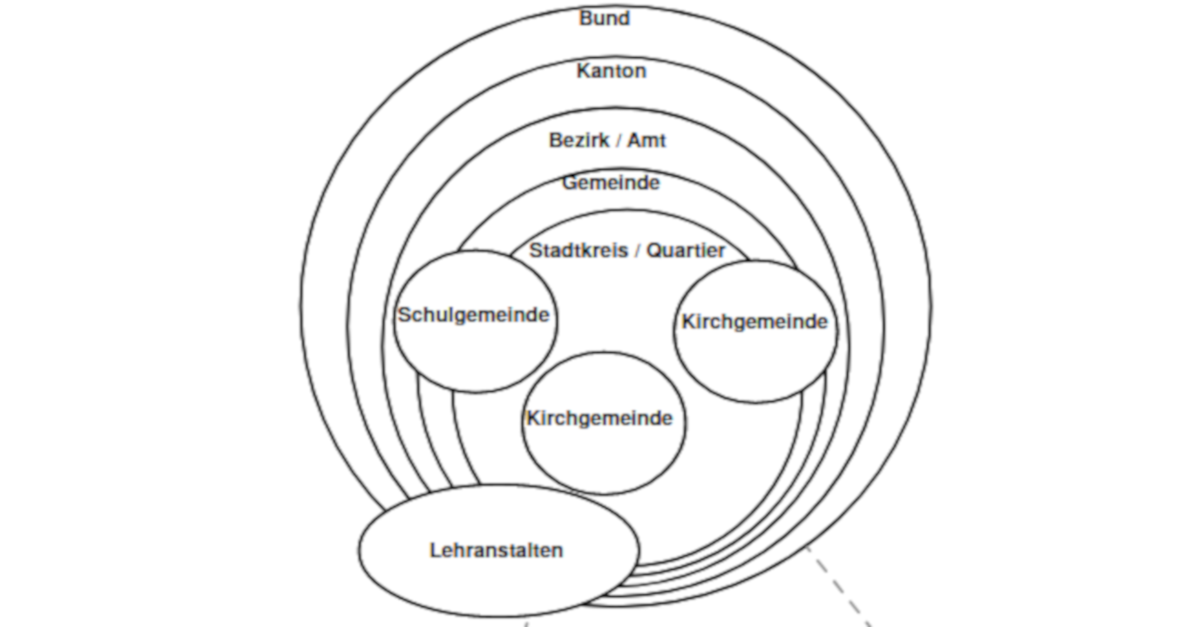 Bund
Kanton
Bezirk / Amt
Gemeinde
Stadtkreis / Quartier
Schulgemeinde
Kirchgemeinde
Kirchgemeinde
Lehranstalten